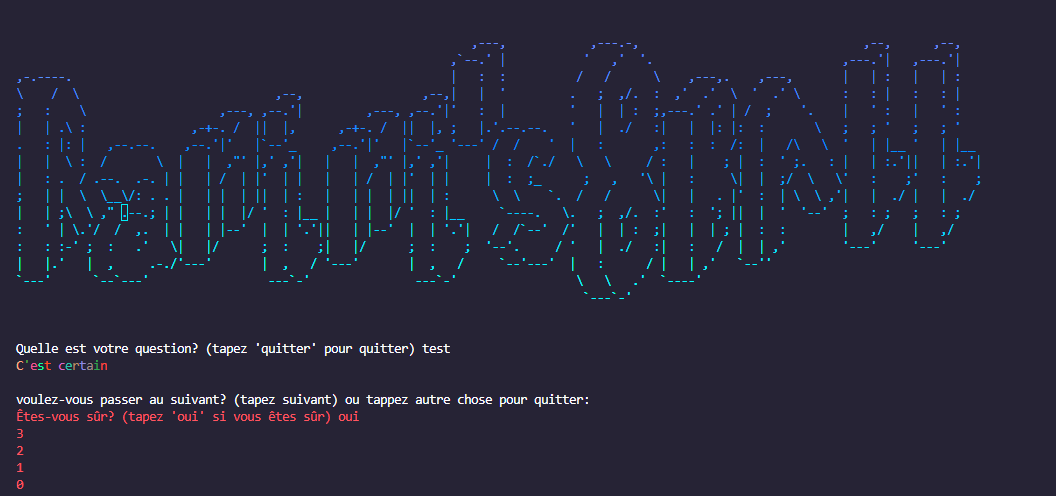 Quelle est votre question? (tapez 'quitter' pour quitter) test
C'est certain
voulez-vous passer au suivant? (tapez suivant) ou tappez autre chose pour quitter:
Êtes-vous sûr? (tapez 'oui' si vous êtes sûr) oui
3
2
1
0